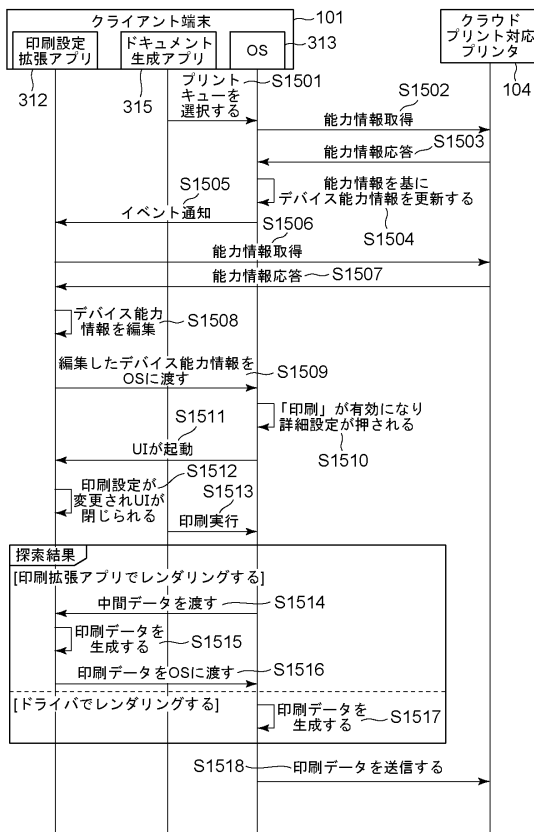 クライアント端末
101
印刷設定
拡張アプリ
ドキュメント
生成アプリ
OS
313
クラウド
プリント対応
プリンタ
312
315
104
プリント
キューを
選択する
S1501
S1502
能力情報取得
S1503
能力情報応答
能力情報を基に
デバイス能力情報を更新する
S1504
S1505
イベント通知
S1506
能力情報取得
能力情報応答
S1507
デバイス能力
情報を編集
S1508
編集したデバイス能力情報を
OSに渡す
S1509
「印刷」が有効になり
詳細設定が押される
S1510
S1511
UIが起動
印刷設定が
変更されUIが
閉じられる
S1512
S1513
印刷実行
探索結果
[印刷拡張アプリでレンダリングする]
中間データを渡す
S1514
印刷データを
生成する
S1515
印刷データをOSに渡す
S1516
[ドライバでレンダリングする]
印刷データを
生成する
S1517
S1518
印刷データを送信する